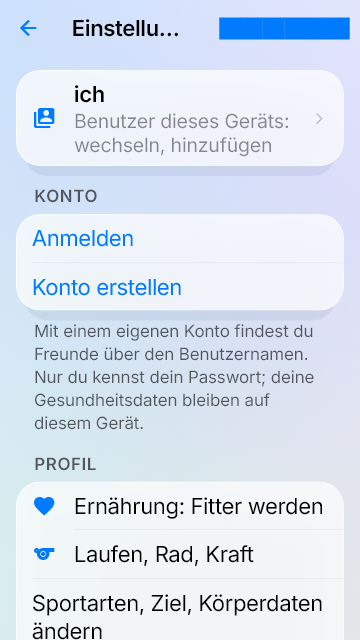 Einstellu...
ich
Benutzer dieses Geräts:
wechseln, hinzufügen
KONTO
Anmelden
Konto erstellen
Mit einem eigenen Konto findest du
Freunde über den Benutzernamen.
Nur du kennst dein Passwort; deine
Gesundheitsdaten bleiben auf
diesem Gerät.
PROFIL
Ernährung: Fitter werden
Laufen, Rad, Kraft
Sportarten, Ziel, Körperdaten
ändern